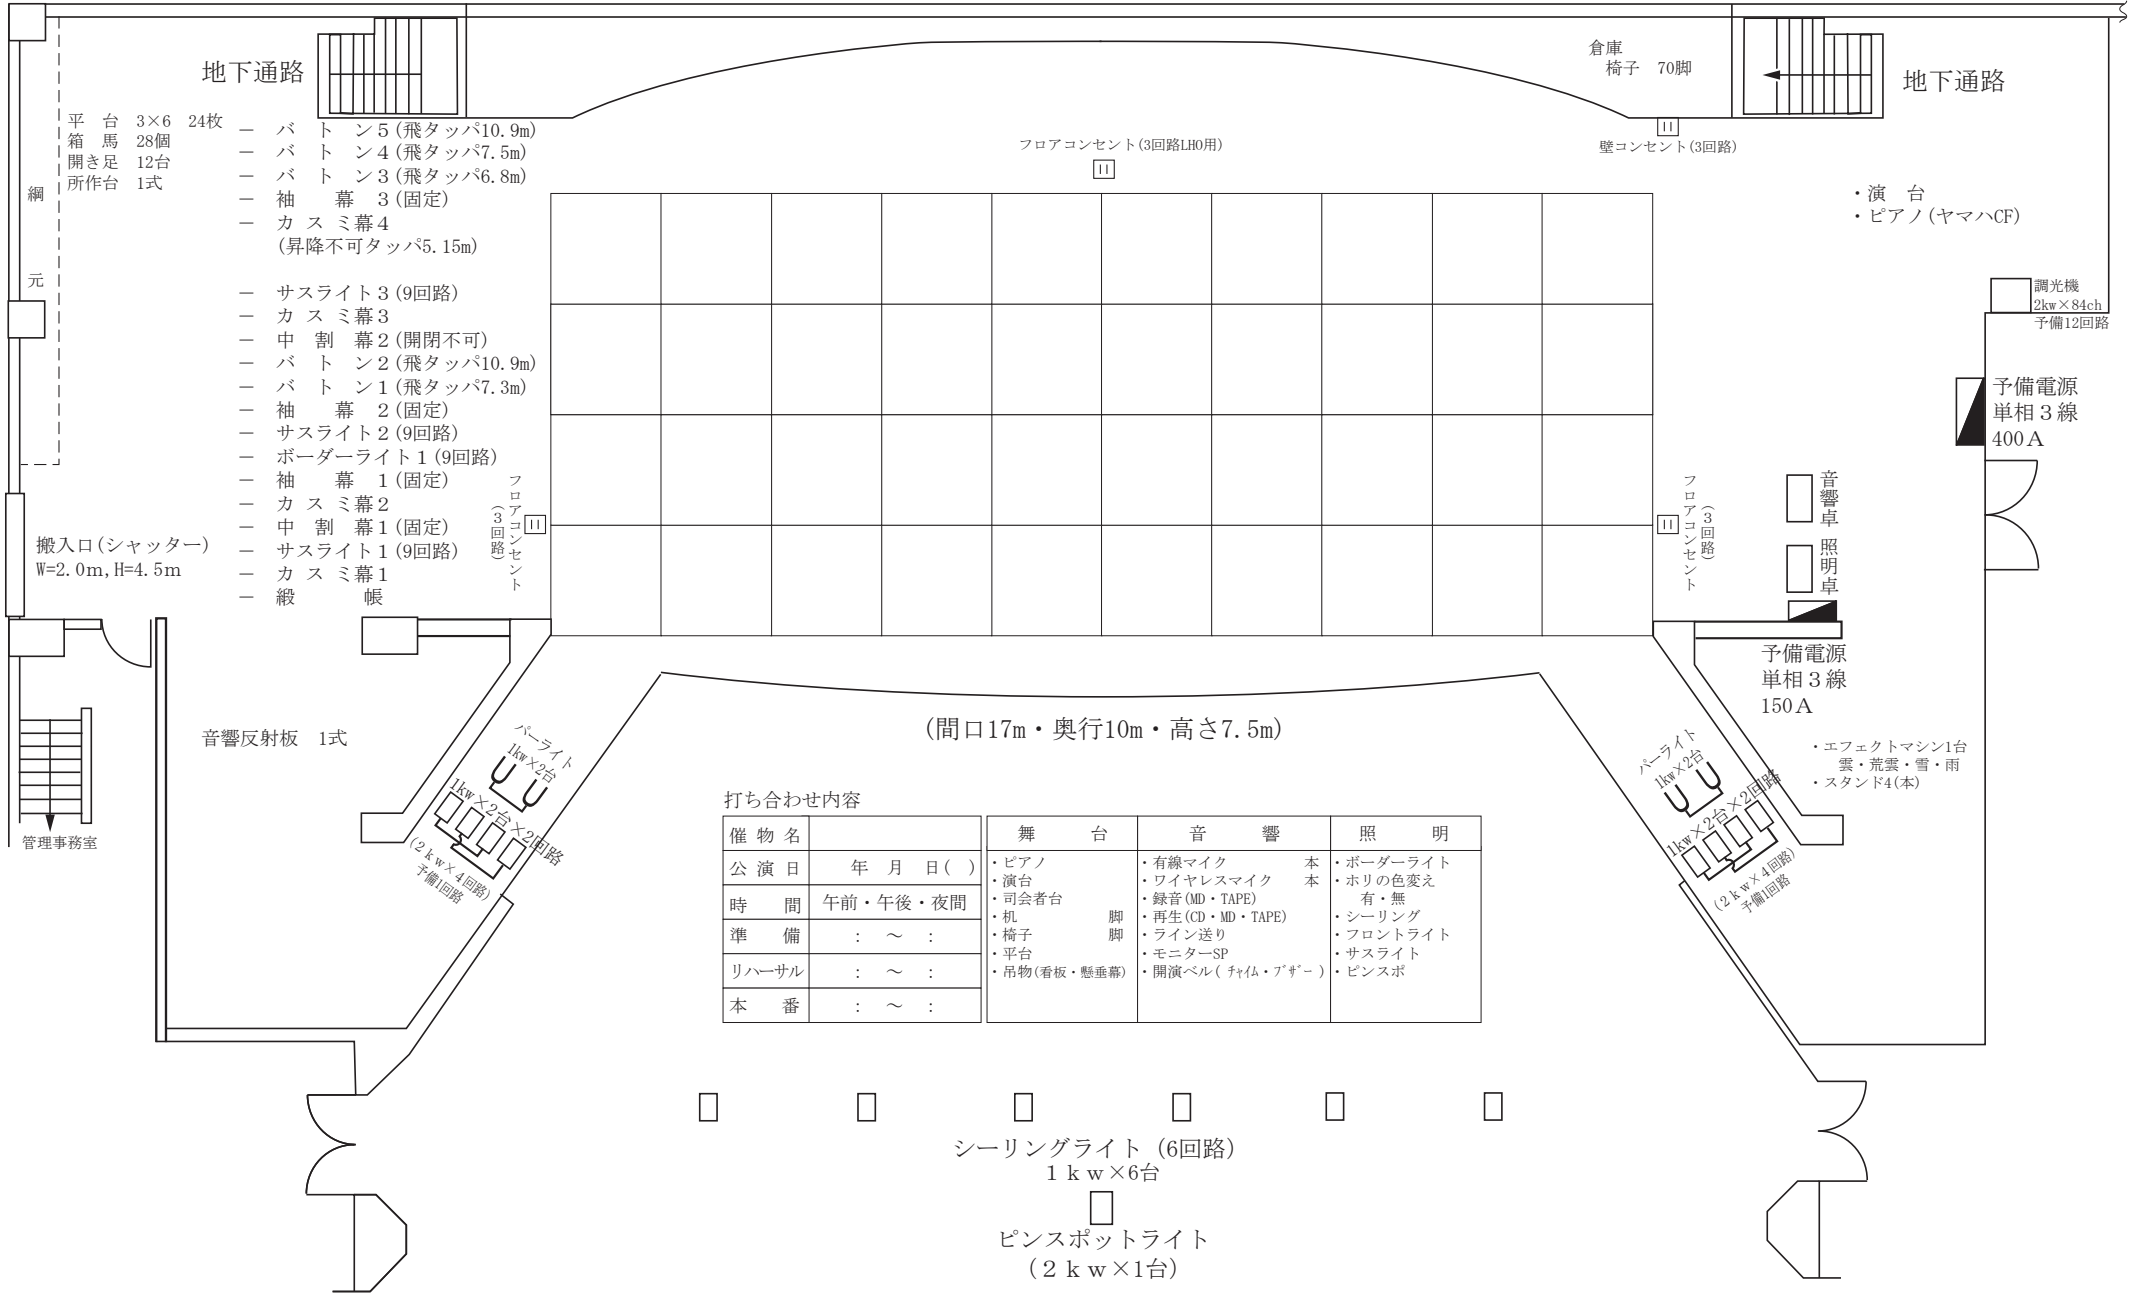 地下通路
倉庫
椅子 70脚
地下通路
平 台 3×6 24枚
箱 馬 28個
開き足 12台
所作台 1式
綱 元
－ バ ト ン５(飛タッパ10.9m)
－ バ ト ン４(飛タッパ7.5m)
－ バ ト ン３(飛タッパ6.8m)
－ 袖 幕 ３(固定)
－ カ ス ミ幕４
(昇降不可タッパ5.15m)
－ サスライト３(9回路)
－ カ ス ミ幕３
－ 中 割 幕２(開閉不可)
－ バ ト ン２(飛タッパ10.9m)
－ バ ト ン１(飛タッパ7.3m)
－ 袖 幕 ２(固定)
－ サスライト２(9回路)
－ ボーダーライト１(9回路)
－ 袖 幕 １(固定)
－ カ ス ミ幕２
－ 中 割 幕１(固定)
－ サスライト１(9回路)
－ カ ス ミ幕１
－ 緞 帳
フロアコンセント(3回路LHO用)
壁コンセント(3回路)
・演 台
・ピアノ(ヤマハCF)
調光機
2kw×84ch
予備12回路
予備電源
単相３線
400Ａ
フロアコンセント
(３回路)
フロアコンセント
(３回路)
音響卓
照明卓
搬入口(シャッター)
W=2.0m,H=4.5m
予備電源
単相３線
150Ａ
音響反射板 1式
管理事務室
(間口17m・奥行10m・高さ7.5m)
パーライト
1kw×2台
1kw×2台×2回路
(２ｋｗ×４回路)
予備1回路
パーライト
1kw×2台
1kw×2台×2回路
(２ｋｗ×４回路)
予備1回路
・エフェクトマシン1台
雲・荒雲・雪・雨
・スタンド4(本)
打ち合わせ内容
催 物 名
公 演 日 年 月 日( )
時 間 午前・午後・夜間
準 備 : ～ :
リハーサル : ～ :
本 番 : ～ :
舞 台
・ピアノ
・演台
・司会者台
・机 脚
・椅子 脚
・平台
・吊物(看板・懸垂幕)
音 響
・有線マイク 本
・ワイヤレスマイク 本
・録音(MD・TAPE)
・再生(CD・MD・TAPE)
・ライン送り
・モニターSP
・開演ベル(ﾁｬｲﾑ・ﾌﾞｻﾞｰ)
照 明
・ボーダーライト
・ホリの色変え
有・無
・シーリング
・フロントライト
・サスライト
・ピンスポ
シーリングライト（6回路）
１ｋｗ×6台
ピンスポットライト
（２ｋｗ×1台）